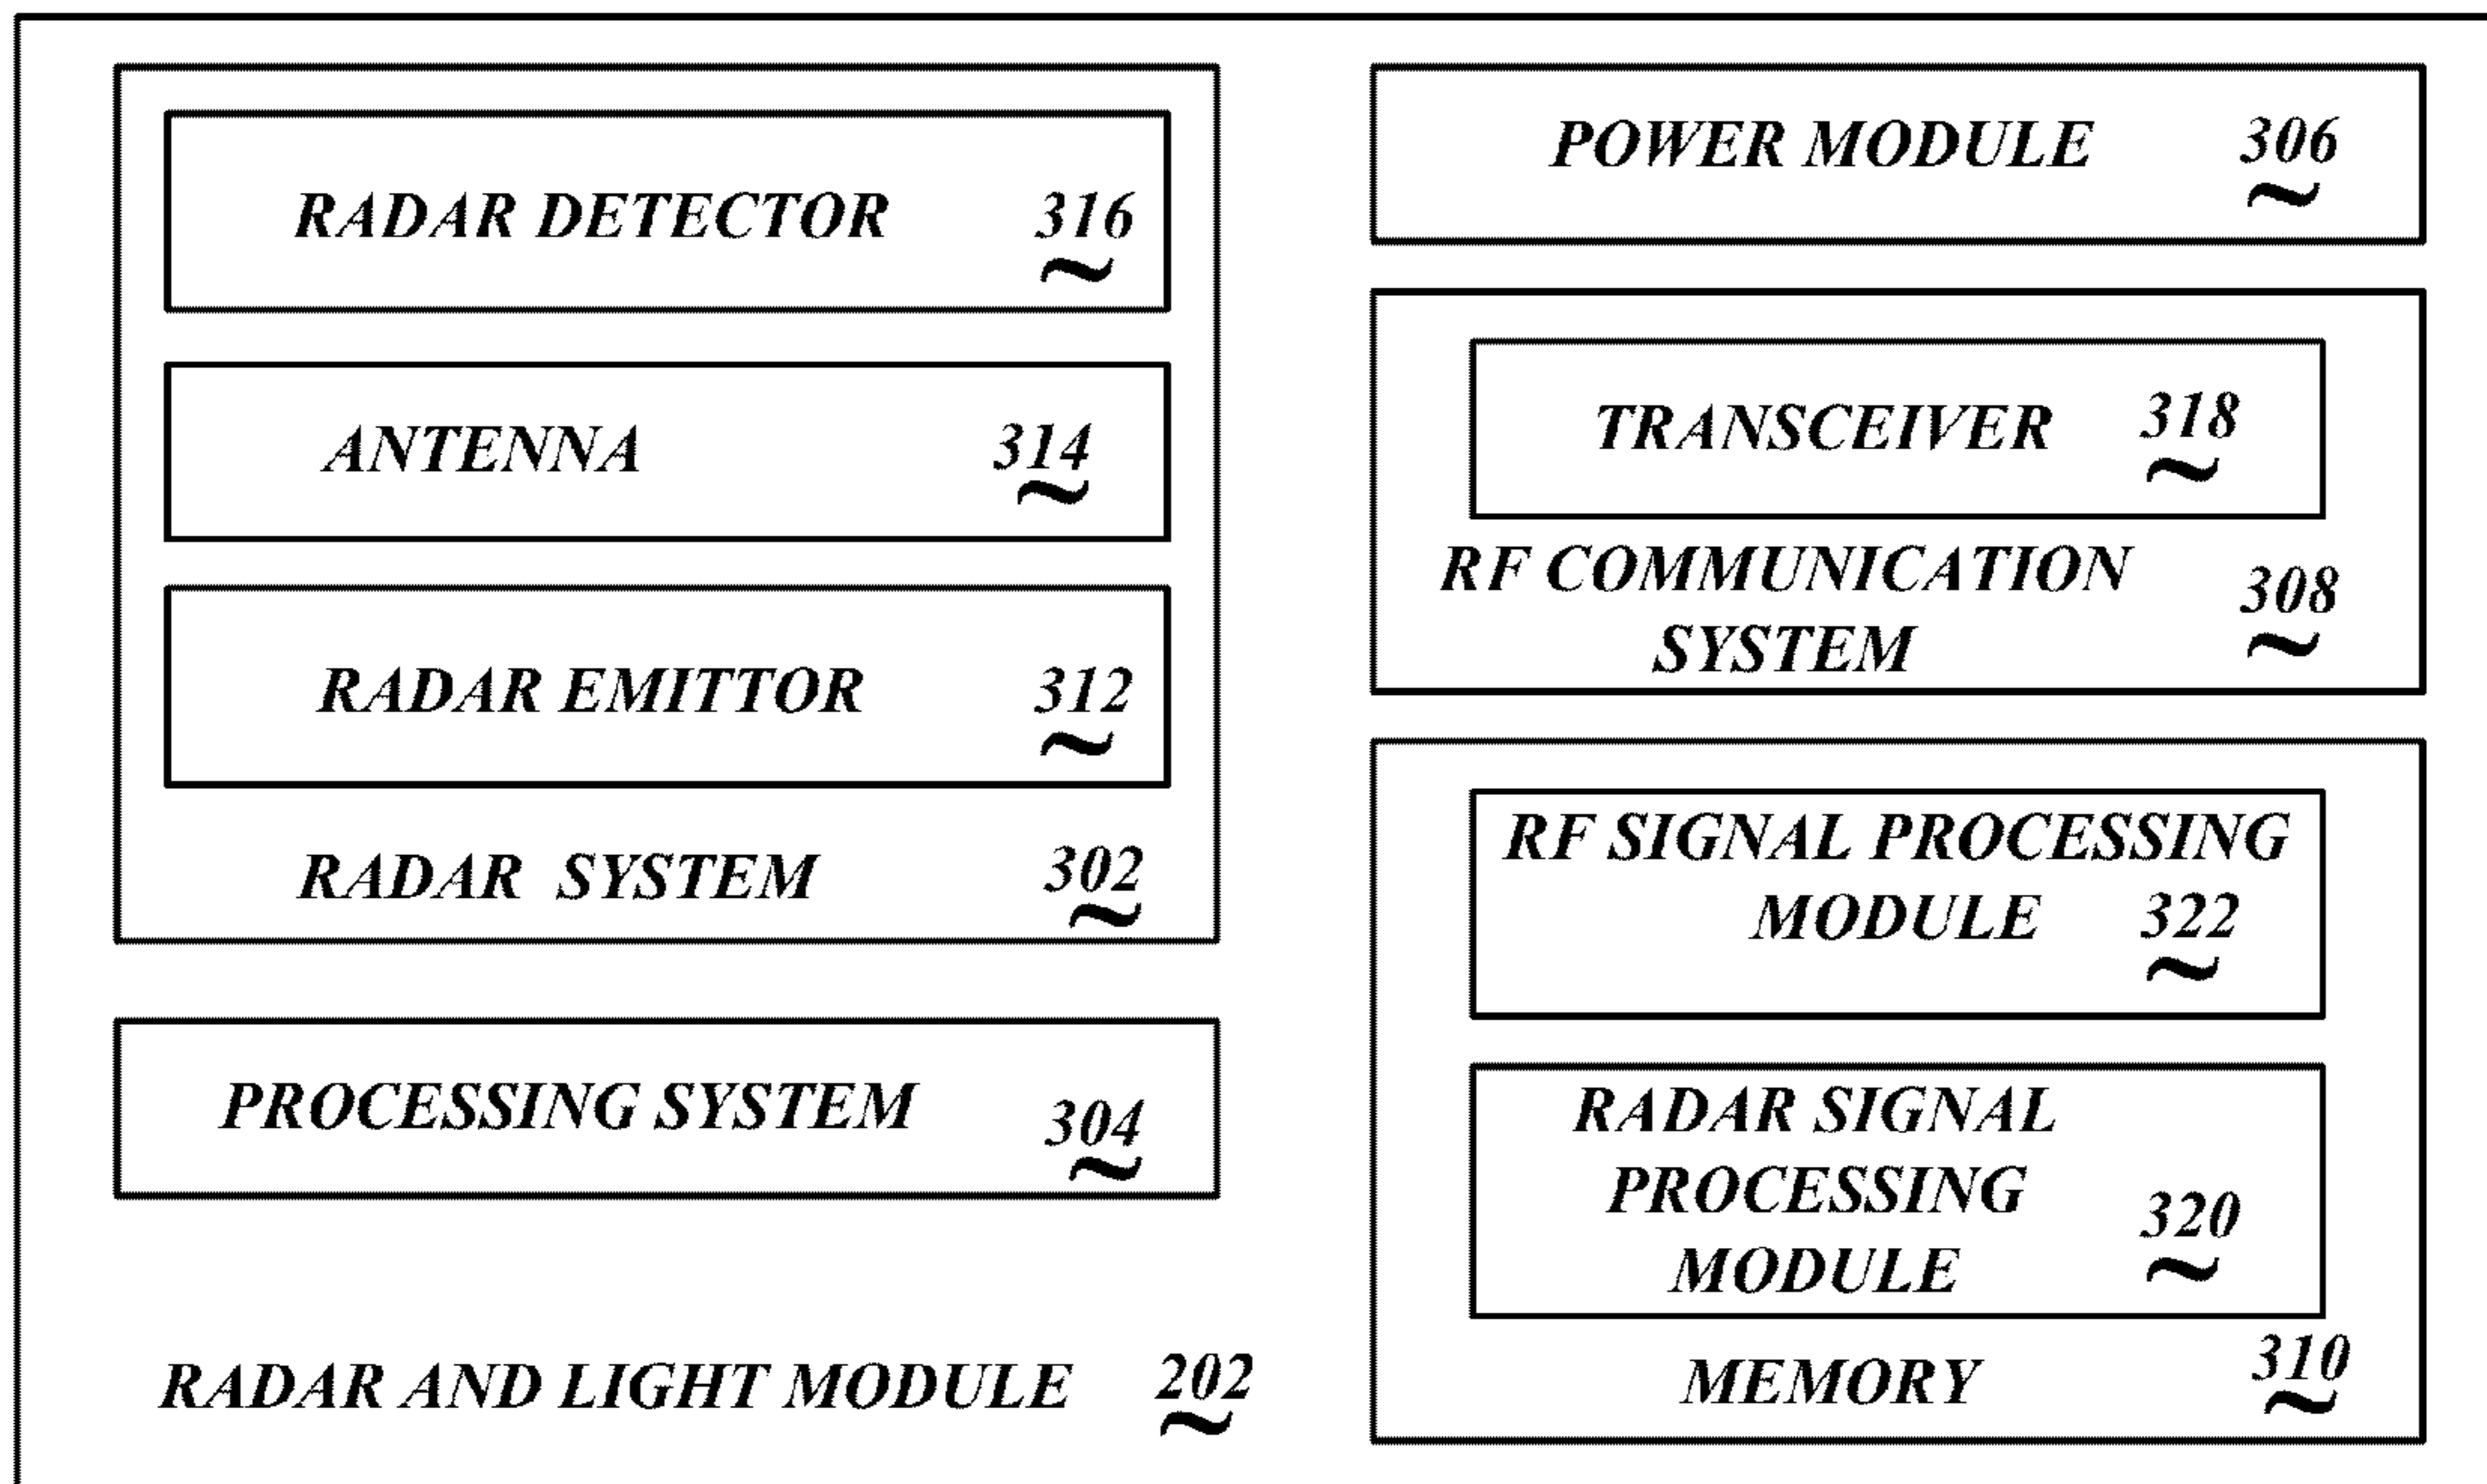 RADAR DETECTOR 316
ANTENNA 314
RADAR EMITTOR 312
RADAR SYSTEM 302
PROCESSING SYSTEM 304
RADAR AND LIGHT MODULE 202
POWER MODULE 306
TRANSCEIVER 318
RF COMMUNICATION
SYSTEM 308
RF SIGNAL PROCESSING
MODULE 322
RADAR SIGNAL
PROCESSING
MODULE 320
MEMORY 310